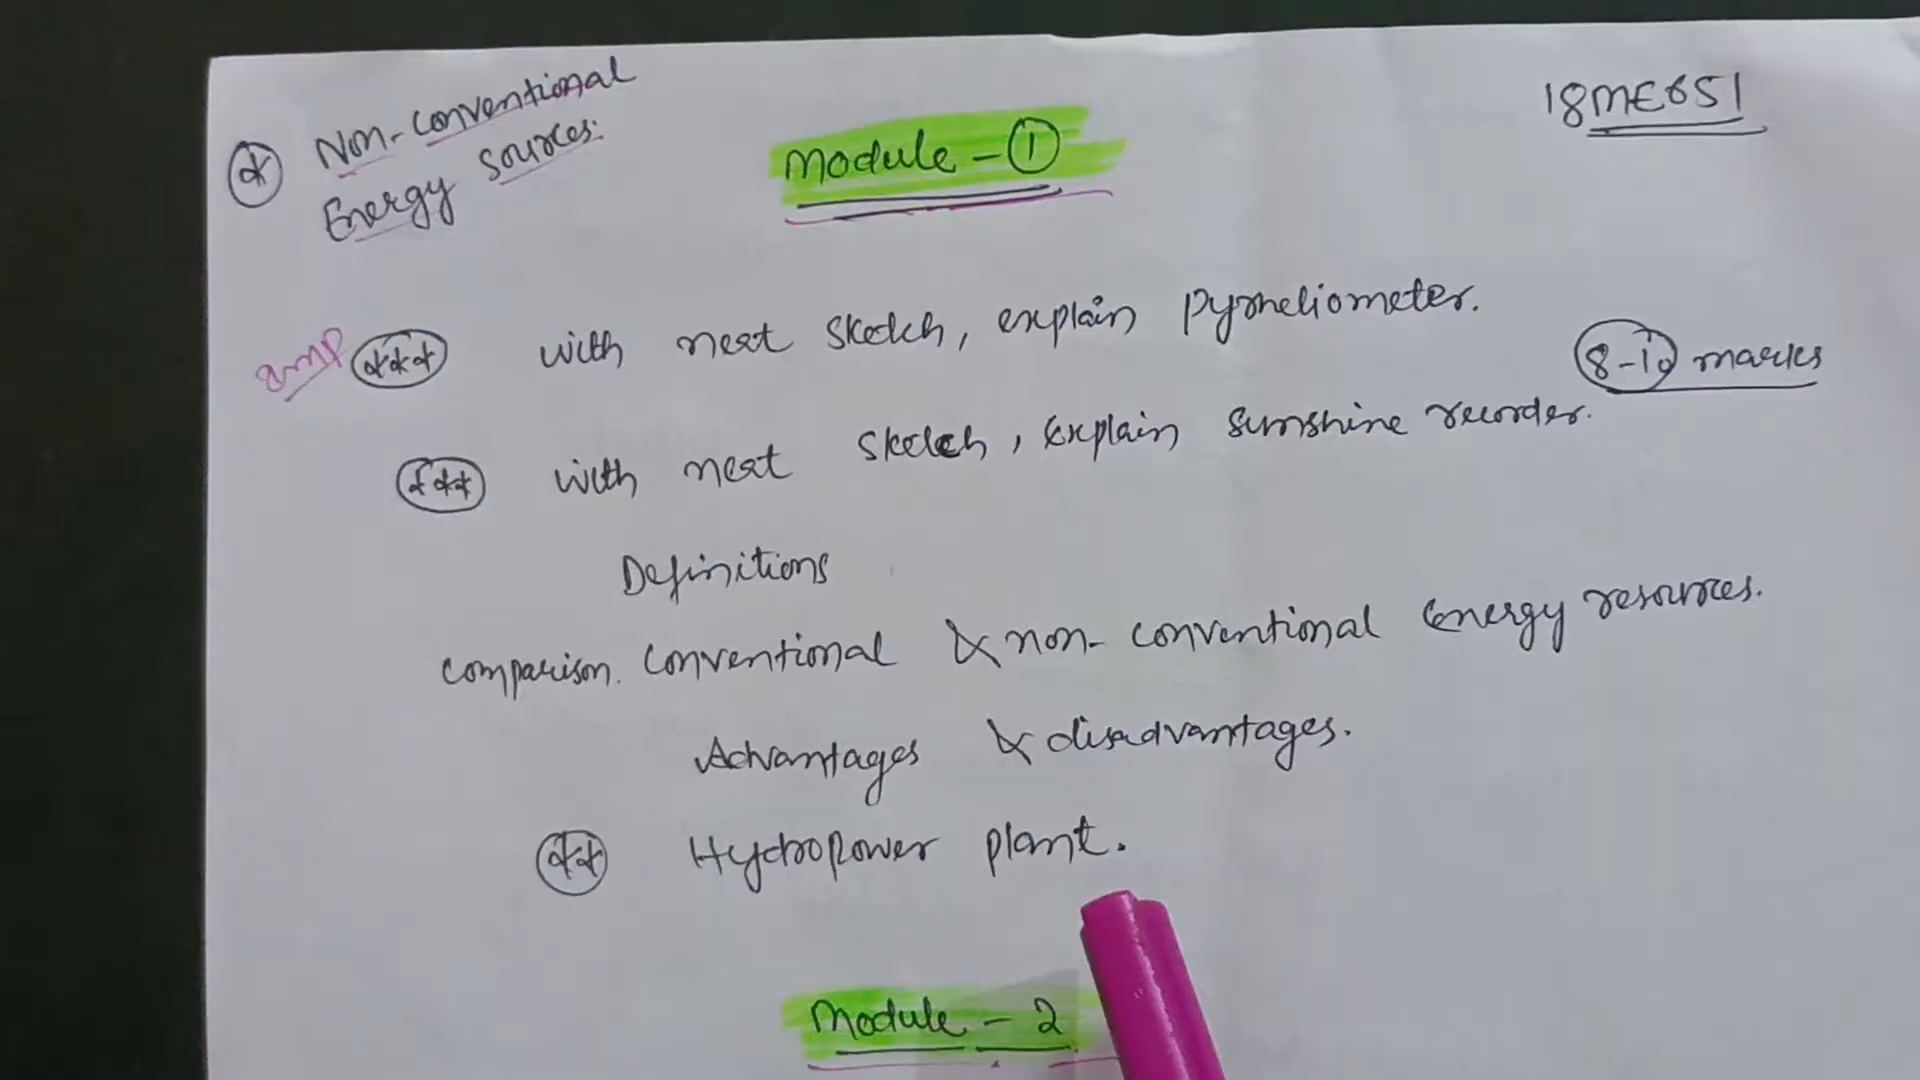 Non-Conventional
Energy Sources:
18ME651
Module - 1
Imp *** with neat sketch, explain pyrheliometer.
8-10 marks
*** with neat sketch, explain sunshine recorder.
Definitions
Comparison. Conventional & non-conventional energy resources.
Advantages & disadvantages.
** Hydropower plant.
Module - 2